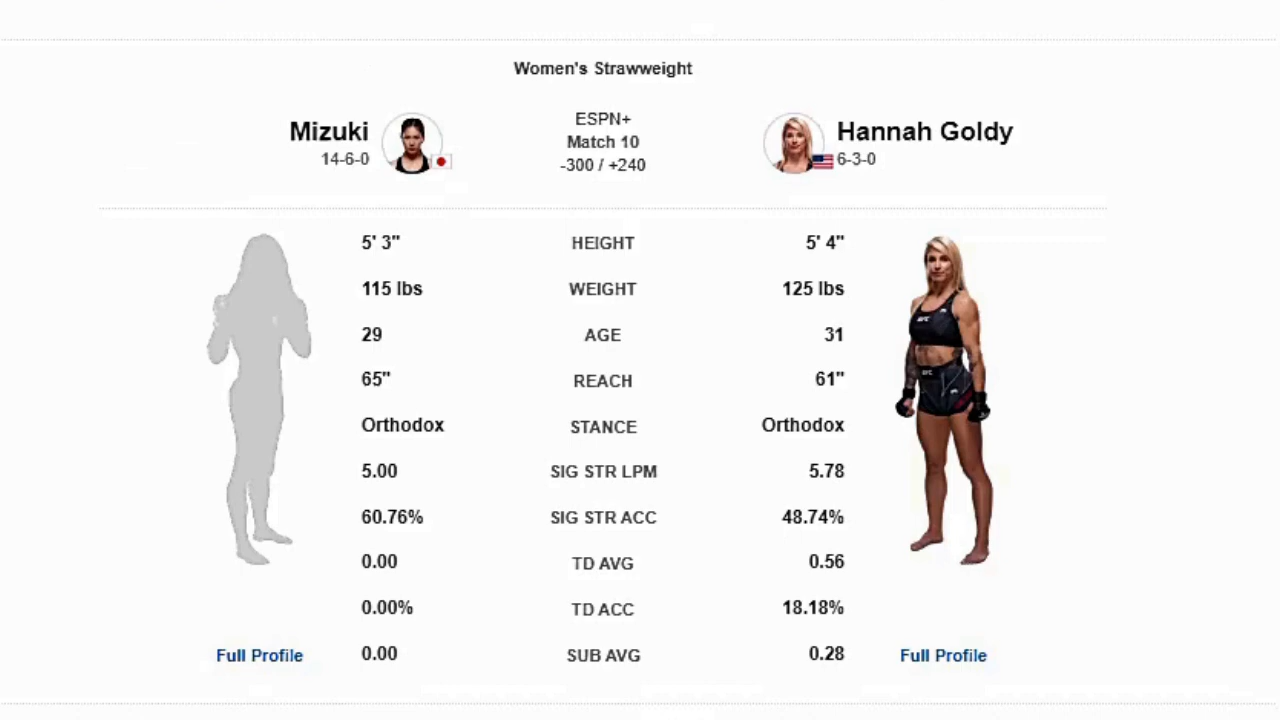 Women's Strawweight
Mizuki
14-6-0
ESPN+
Match 10
-300 / +240
Hannah Goldy
6-3-0
5' 3" HEIGHT 5' 4"
115 lbs WEIGHT 125 lbs
29 AGE 31
65" REACH 61"
Orthodox STANCE Orthodox
5.00 SIG STR LPM 5.78
60.76% SIG STR ACC 48.74%
0.00 TD AVG 0.56
0.00% TD ACC 18.18%
Full Profile 0.00 SUB AVG 0.28 Full Profile